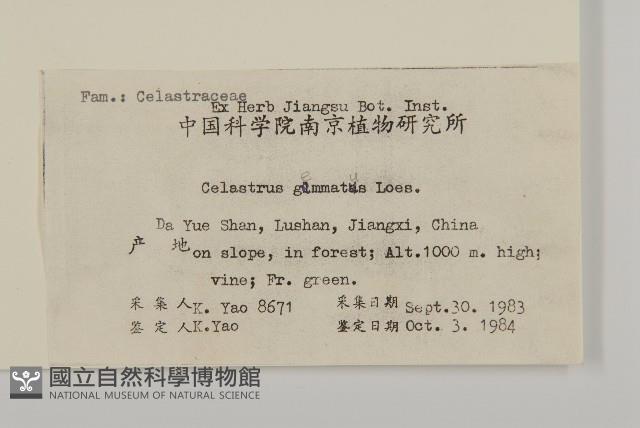 Fam.: Celastraceae
Ex Herb Jiangsu Bot. Inst.
中国科学院南京植物研究所
Celastrus gemmatus Loes.
Da Yue Shan, Lushan, Jiangxi, China
产 地 on slope, in forest; Alt.1000 m. high;
vine; Fr. green.
采 集 人 K. Yao 8671 采集日期 Sept.30. 1983
鉴 定 人 K.Yao 鉴定日期 Oct. 3. 1984
國立自然科學博物館
NATIONAL MUSEUM OF NATURAL SCIENCE